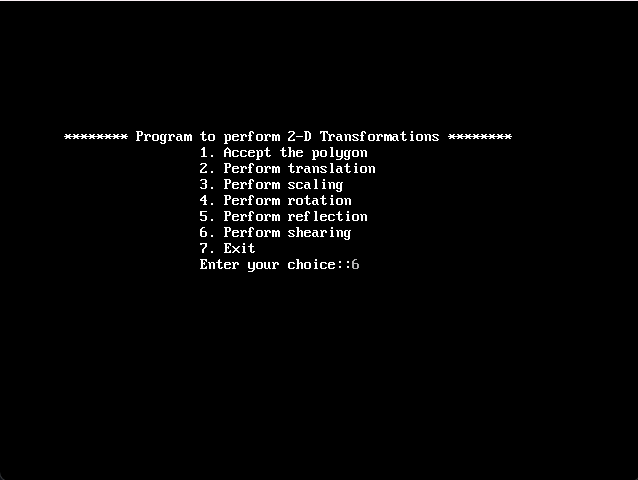 ******** Program to perform 2-D Transformations ********
1. Accept the polygon
2. Perform translation
3. Perform scaling
4. Perform rotation
5. Perform reflection
6. Perform shearing
7. Exit
Enter your choice::6